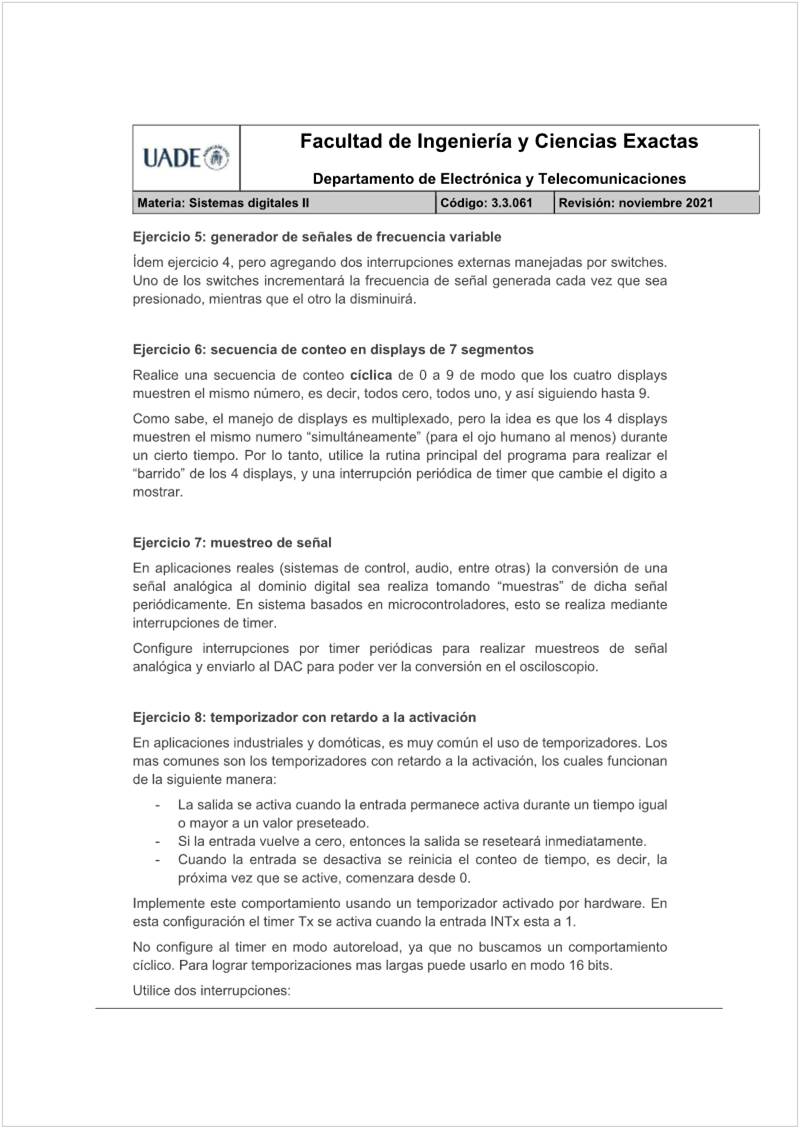 UADE
Facultad de Ingeniería y Ciencias Exactas
Departamento de Electrónica y Telecomunicaciones
Materia: Sistemas digitales II Código: 3.3.061 Revisión: noviembre 2021
Ejercicio 5: generador de señales de frecuencia variable
Ídem ejercicio 4, pero agregando dos interrupciones externas manejadas por switches.
Uno de los switches incrementará la frecuencia de señal generada cada vez que sea
presionado, mientras que el otro la disminuirá.
Ejercicio 6: secuencia de conteo en displays de 7 segmentos
Realice una secuencia de conteo cíclica de 0 a 9 de modo que los cuatro displays
muestren el mismo número, es decir, todos cero, todos uno, y así siguiendo hasta 9.
Como sabe, el manejo de displays es multiplexado, pero la idea es que los 4 displays
muestren el mismo numero “simultáneamente” (para el ojo humano al menos) durante
un cierto tiempo. Por lo tanto, utilice la rutina principal del programa para realizar el
“barrido” de los 4 displays, y una interrupción periódica de timer que cambie el digito a
mostrar.
Ejercicio 7: muestreo de señal
En aplicaciones reales (sistemas de control, audio, entre otras) la conversión de una
señal analógica al dominio digital sea realiza tomando “muestras” de dicha señal
periódicamente. En sistema basados en microcontroladores, esto se realiza mediante
interrupciones de timer.
Configure interrupciones por timer periódicas para realizar muestreos de señal
analógica y enviarlo al DAC para poder ver la conversión en el osciloscopio.
Ejercicio 8: temporizador con retardo a la activación
En aplicaciones industriales y domóticas, es muy común el uso de temporizadores. Los
mas comunes son los temporizadores con retardo a la activación, los cuales funcionan
de la siguiente manera:
- La salida se activa cuando la entrada permanece activa durante un tiempo igual
o mayor a un valor preseteado.
- Si la entrada vuelve a cero, entonces la salida se reseteará inmediatamente.
- Cuando la entrada se desactiva se reinicia el conteo de tiempo, es decir, la
próxima vez que se active, comenzara desde 0.
Implemente este comportamiento usando un temporizador activado por hardware. En
esta configuración el timer Tx se activa cuando la entrada INTx esta a 1.
No configure al timer en modo autoreload, ya que no buscamos un comportamiento
cíclico. Para lograr temporizaciones mas largas puede usarlo en modo 16 bits.
Utilice dos interrupciones: